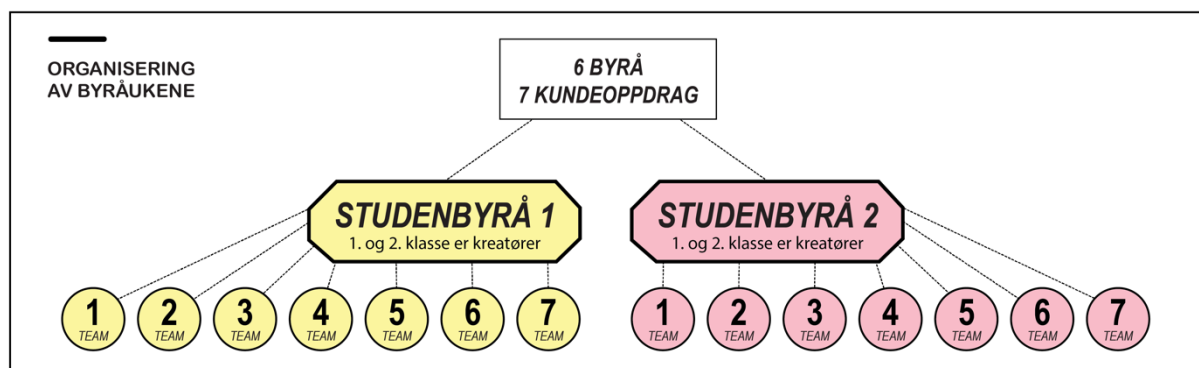 ORGANISERING
AV BYRÅUKENE
6 BYRÅ
7 KUNDEOPPDRAG
STUDENBYRÅ 1
1. og 2. klasse er kreatører
STUDENBYRÅ 2
1. og 2. klasse er kreatører
1 2 3 4 5 6 7 1 2 3 4 5 6 7
TEAM TEAM TEAM TEAM TEAM TEAM TEAM TEAM TEAM TEAM TEAM TEAM TEAM TEAM